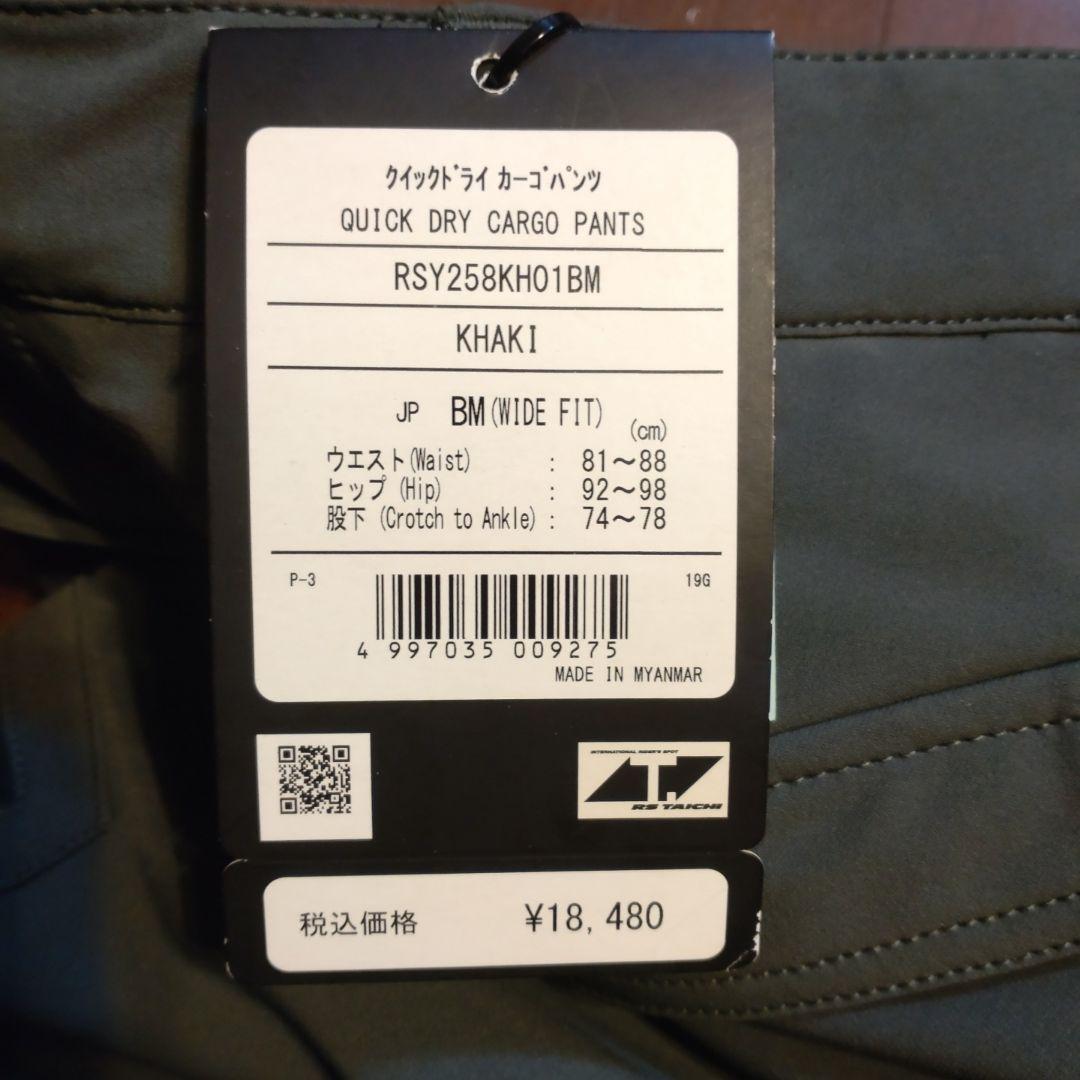 ｸイックﾄﾞライ カーｺﾞﾊﾟンツ
QUICK DRY CARGO PANTS
RSY258KH01BM
KHAKI
JP BM(WIDE FIT)
(cm)
ウエスト(Waist) : 81～88
ヒップ (Hip) : 92～98
股下 (Crotch to Ankle) : 74～78
P-3 19G
4 997035 009275
MADE IN MYANMAR
INTERNATIONAL RIDER'S SPOT
RS TAICHI
税込価格 ¥18,480